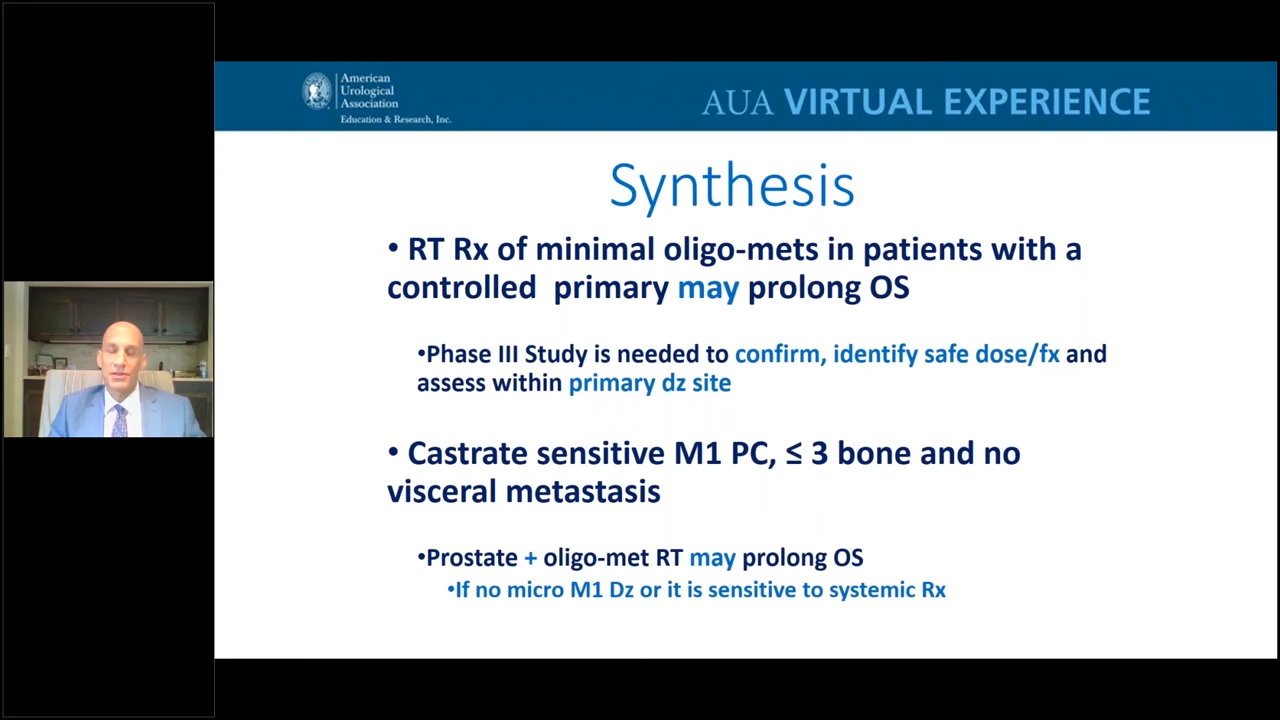 American
Urological
Association
Education & Research, Inc.
AUA VIRTUAL EXPERIENCE
Synthesis
• RT Rx of minimal oligo-mets in patients with a
controlled primary may prolong OS
•Phase III Study is needed to confirm, identify safe dose/fx and
assess within primary dz site
• Castrate sensitive M1 PC, ≤ 3 bone and no
visceral metastasis
•Prostate + oligo-met RT may prolong OS
•If no micro M1 Dz or it is sensitive to systemic Rx